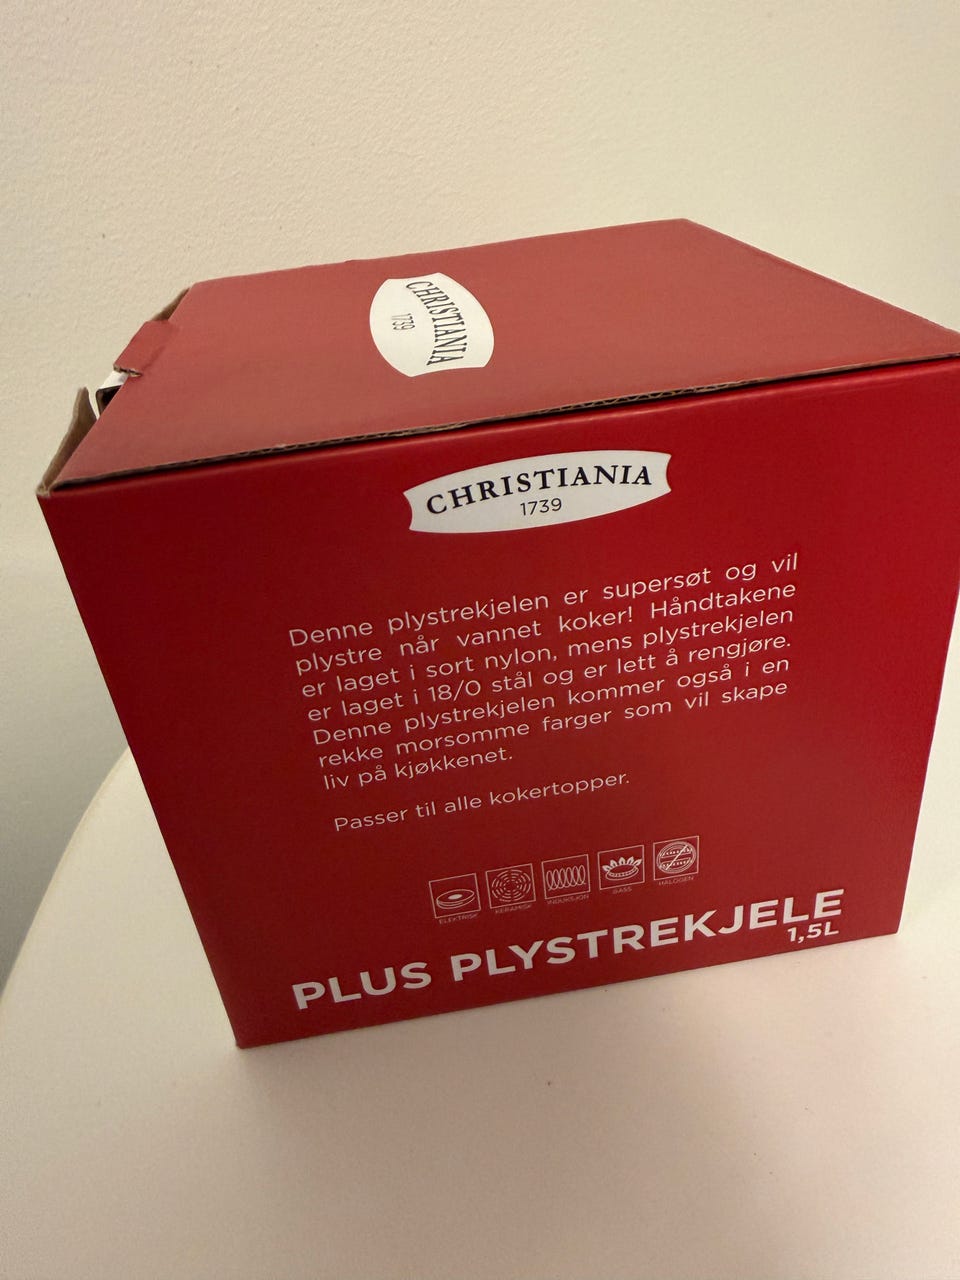 CHRISTIANIA
1739
CHRISTIANIA
1739
Denne plystrekjelen er supersøt og vil
plystre når vannet koker! Håndtakene
er laget i sort nylon, mens plystrekjelen
er laget i 18/0 stål og er lett å rengjøre.
Denne plystrekjelen kommer også i en
rekke morsomme farger som vil skape
liv på kjøkkenet.
Passer til alle kokertopper.
ELEKTRISK KERAMISK INDUKSJON GASS HALOGEN
PLUS PLYSTREKJELE
1,5L